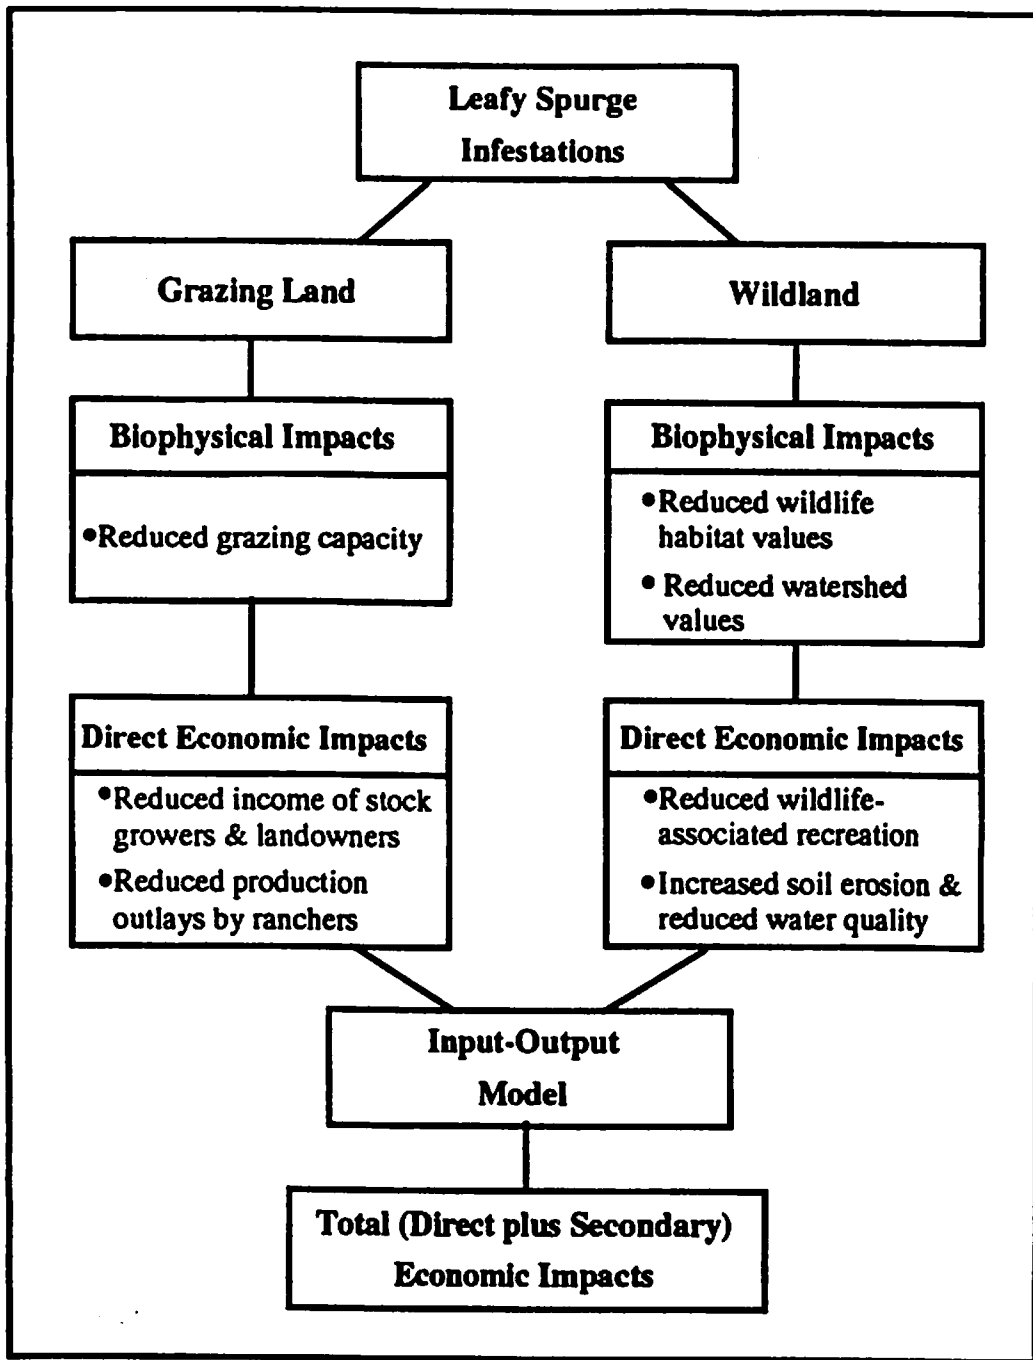 Leafy Spurge
Infestations
Grazing Land
Wildland
Biophysical Impacts
•Reduced grazing capacity
Biophysical Impacts
•Reduced wildlife
habitat values
• Reduced watershed
values
Direct Economic Impacts
•Reduced income of stock
growers & landowners
•Reduced production
outlays by ranchers
Direct Economic Impacts
•Reduced wildlife-
associated recreation
•Increased soil erosion &
reduced water quality
Input-Output
Model
Total (Direct plus Secondary)
Economic Impacts